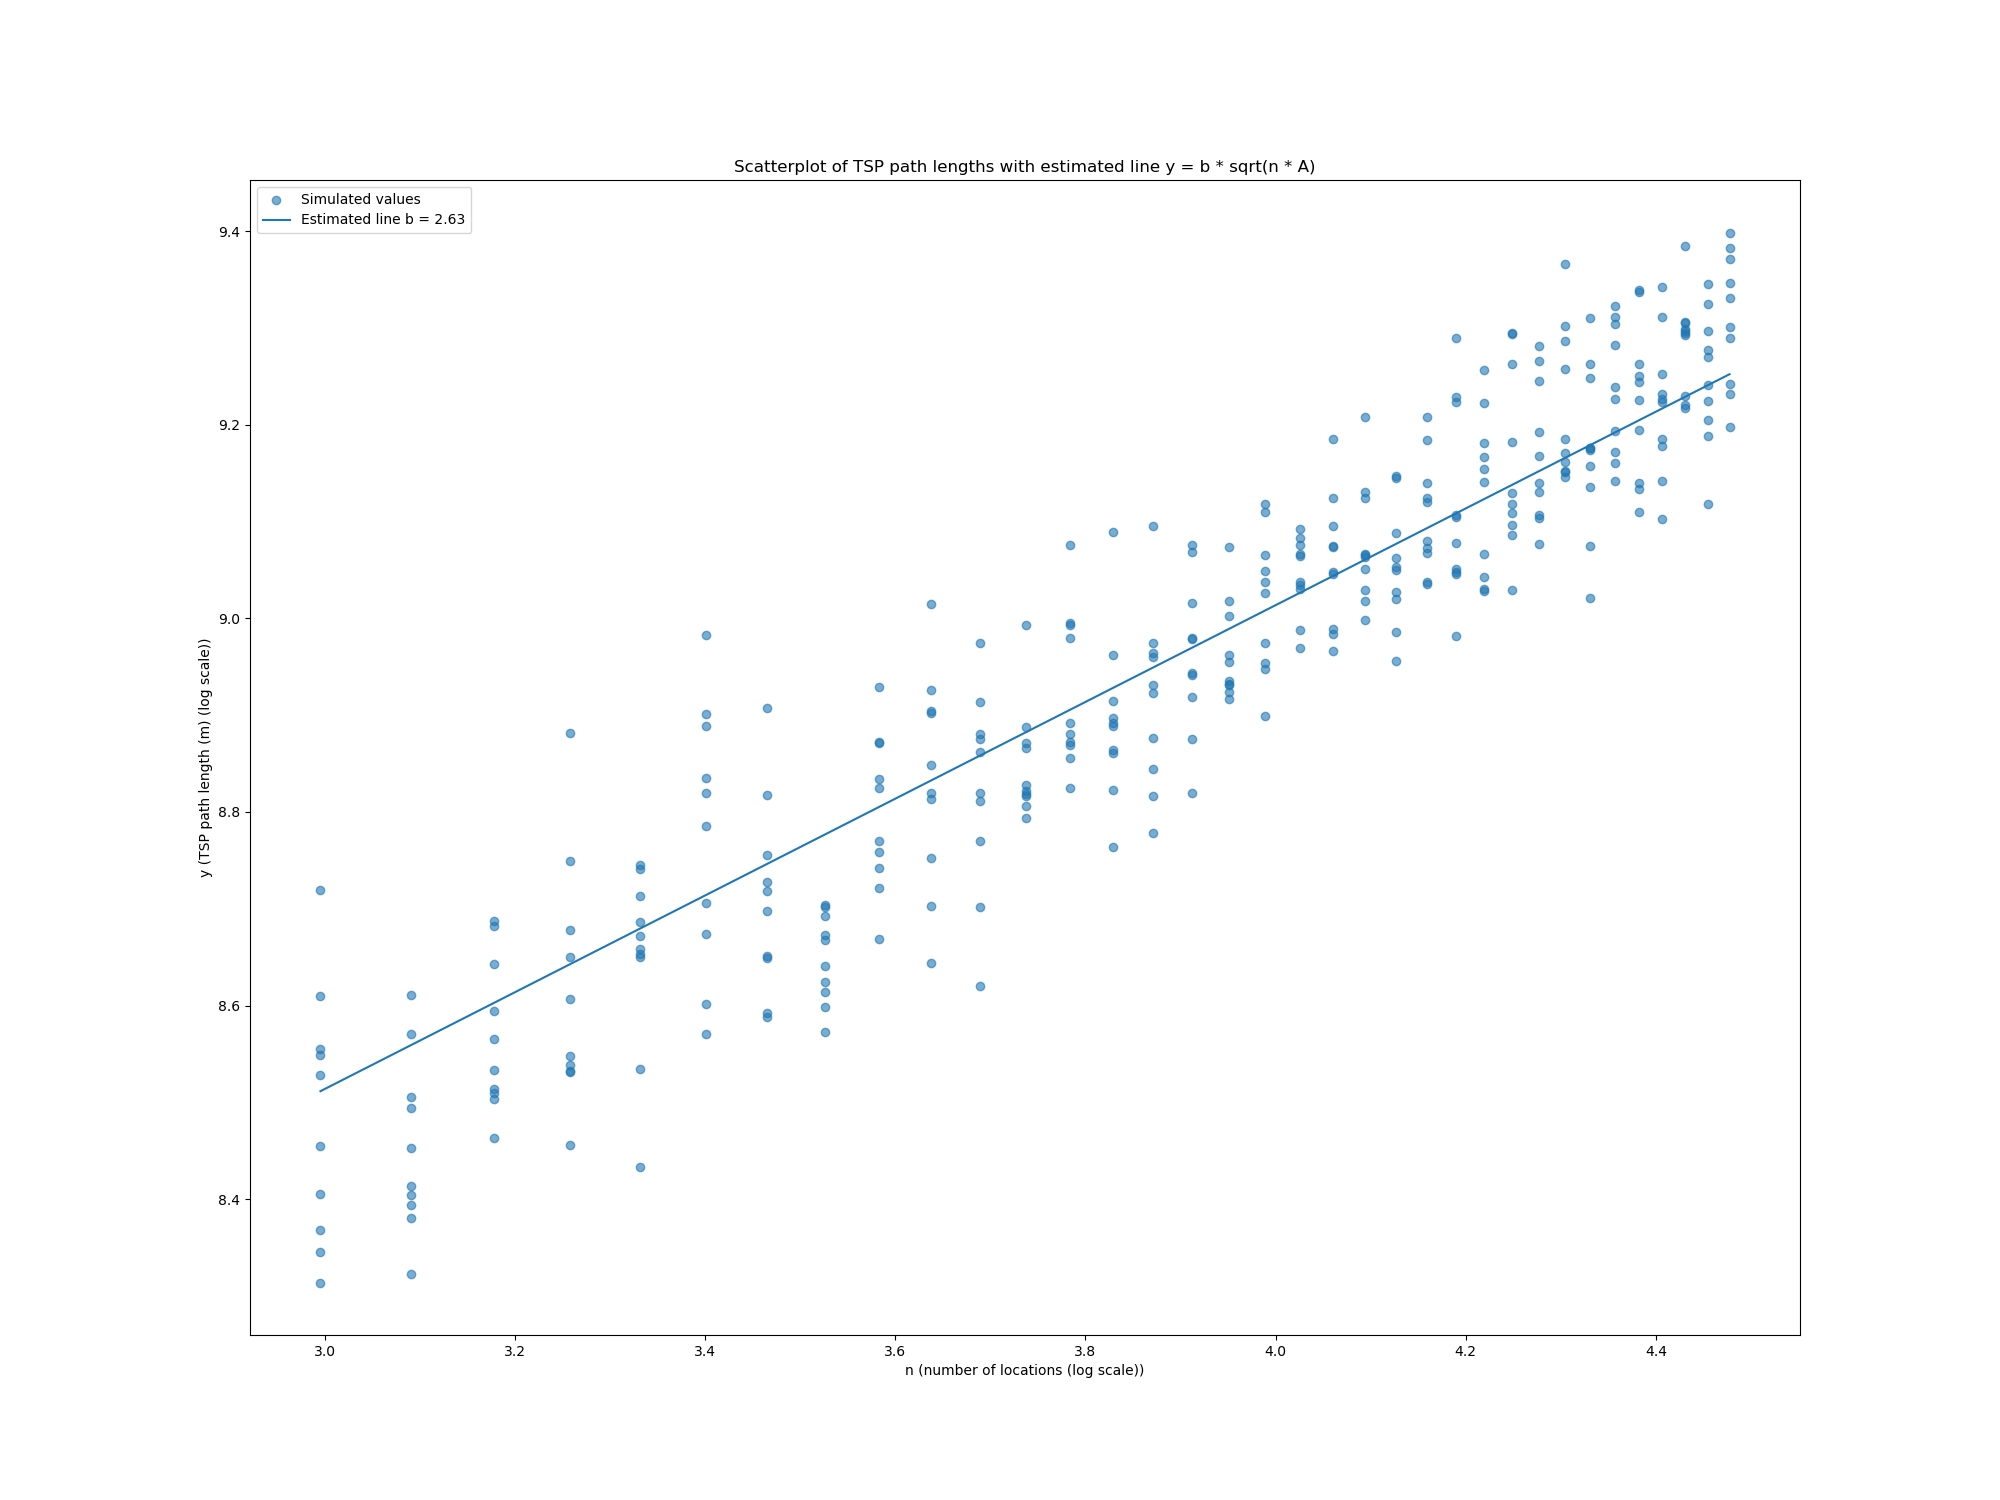 Scatterplot of TSP path lengths with estimated line y = b * sqrt(n * A)
Simulated values
Estimated line b = 2.63
9.4
9.2
9.0
8.8
8.6
8.4
y (TSP path length (m) (log scale))
3.0 3.2 3.4 3.6 3.8 4.0 4.2 4.4
n (number of locations (log scale))